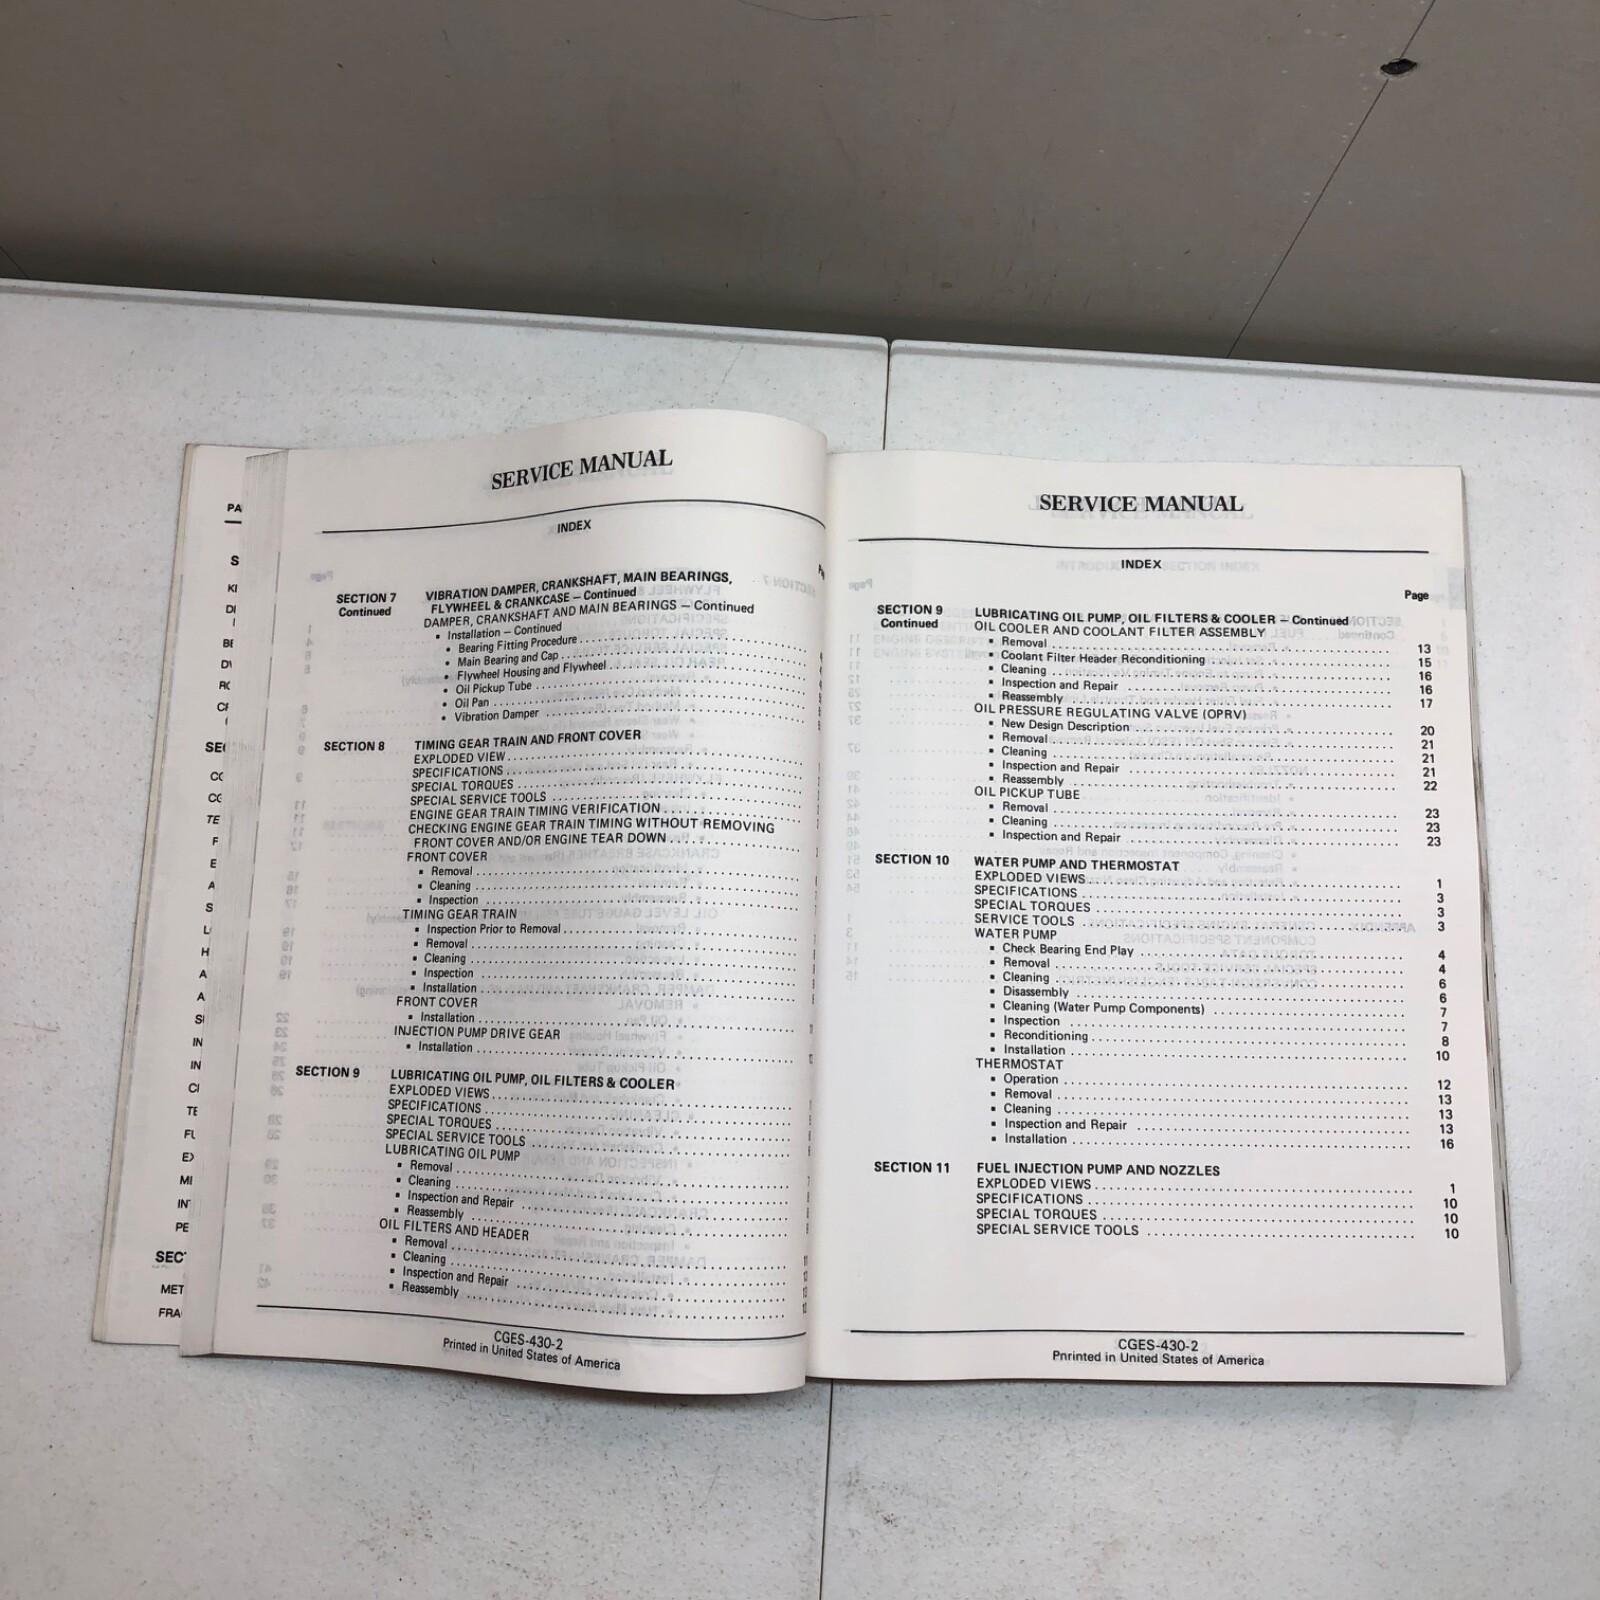 PA
S
KI
BE
SE
CC
TE
F
E
A
S
H
A
A
IN
IN
TE
MI
IN
PE
SEC
MET
FRA
SERVICE MANUAL
INDEX
SECTION 7 VIBRATION DAMPER, CRANKSHAFT, MAIN BEARINGS,
Continued FLYWHEEL & CRANKCASE — Continued
DAMPER, CRANKSHAFT AND MAIN BEARINGS — Continued
▪ Installation — Continued
• Bearing Fitting Procedure
• Main Bearing and Cap
• Flywheel Housing and Flywheel
• Oil Pickup Tube
• Oil Pan
• Vibration Damper
SECTION 8 TIMING GEAR TRAIN AND FRONT COVER
EXPLODED VIEW
SPECIFICATIONS
SPECIAL TORQUES
SPECIAL SERVICE TOOLS
ENGINE GEAR TRAIN TIMING VERIFICATION
CHECKING ENGINE GEAR TRAIN TIMING WITHOUT REMOVING
FRONT COVER AND/OR ENGINE TEAR DOWN
FRONT COVER
▪ Removal
▪ Cleaning
▪ Inspection
TIMING GEAR TRAIN
▪ Inspection Prior to Removal
▪ Removal
▪ Cleaning
▪ Inspection
▪ Installation
FRONT COVER
▪ Installation
INJECTION PUMP DRIVE GEAR
▪ Installation
SECTION 9 LUBRICATING OIL PUMP, OIL FILTERS & COOLER
EXPLODED VIEWS
SPECIFICATIONS
SPECIAL TORQUES
SPECIAL SERVICE TOOLS
LUBRICATING OIL PUMP
▪ Removal
▪ Cleaning
▪ Inspection and Repair
▪ Reassembly
OIL FILTERS AND HEADER
▪ Removal
▪ Cleaning
▪ Inspection and Repair
▪ Reassembly
CGES-430-2
Printed in United States of America
SERVICE MANUAL
INDEX
Page
SECTION 9 LUBRICATING OIL PUMP, OIL FILTERS & COOLER — Continued
Continued OIL COOLER AND COOLANT FILTER ASSEMBLY
▪ Removal 13
▪ Coolant Filter Header Reconditioning 15
▪ Cleaning 16
▪ Inspection and Repair 16
▪ Reassembly 17
OIL PRESSURE REGULATING VALVE (OPRV)
▪ New Design Description 20
▪ Removal 21
▪ Cleaning 21
▪ Inspection and Repair 21
▪ Reassembly 22
OIL PICKUP TUBE
▪ Removal 23
▪ Cleaning 23
▪ Inspection and Repair 23
SECTION 10 WATER PUMP AND THERMOSTAT
EXPLODED VIEWS 1
SPECIFICATIONS 3
SPECIAL TORQUES 3
SERVICE TOOLS 3
WATER PUMP
▪ Check Bearing End Play 4
▪ Removal 4
▪ Cleaning 6
▪ Disassembly 6
▪ Cleaning (Water Pump Components) 7
▪ Inspection 7
▪ Reconditioning 8
▪ Installation 10
THERMOSTAT
▪ Operation 12
▪ Removal 13
▪ Cleaning 13
▪ Inspection and Repair 13
▪ Installation 16
SECTION 11 FUEL INJECTION PUMP AND NOZZLES
EXPLODED VIEWS 1
SPECIFICATIONS 10
SPECIAL TORQUES 10
SPECIAL SERVICE TOOLS 10
CGES-430-2
Pnrinted in United States of America